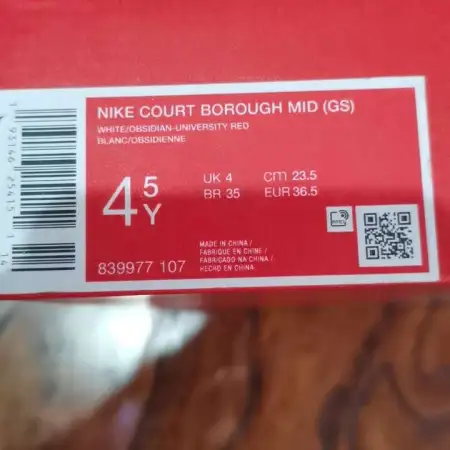 NIKE COURT BOROUGH MID (GS)
WHITE/OBSIDIAN-UNIVERSITY RED
BLANC/OBSIDIENNE
4 5 Y
UK 4 cm 23.5
BR 35 EUR 36.5
MADE IN CHINA /
FABRIQUE EN CHINE /
FABRICADO NA CHINA /
HECHO EN CHINA.
839977 107